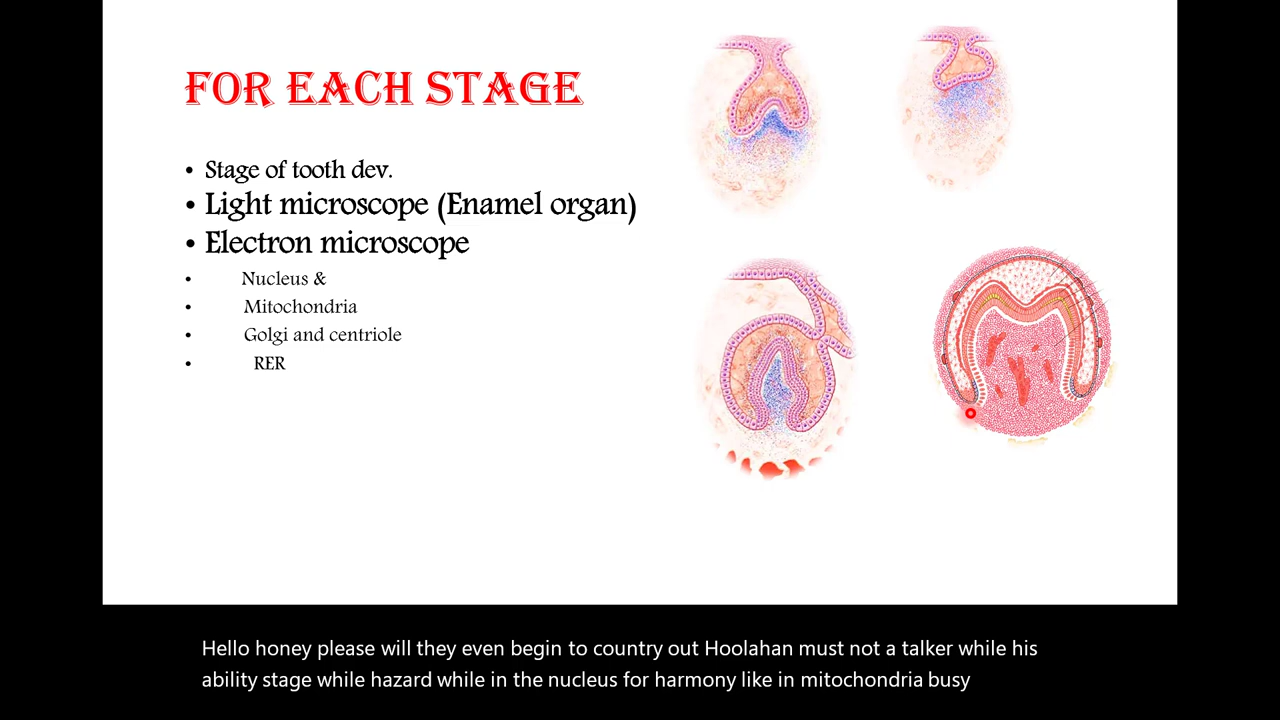 FOR EACH STAGE
• Stage of tooth dev.
• Light microscope (Enamel organ)
• Electron microscope
• Nucleus &
• Mitochondria
• Golgi and centriole
• RER
Hello honey please will they even begin to country out Hoolahan must not a talker while his
ability stage while hazard while in the nucleus for harmony like in mitochondria busy